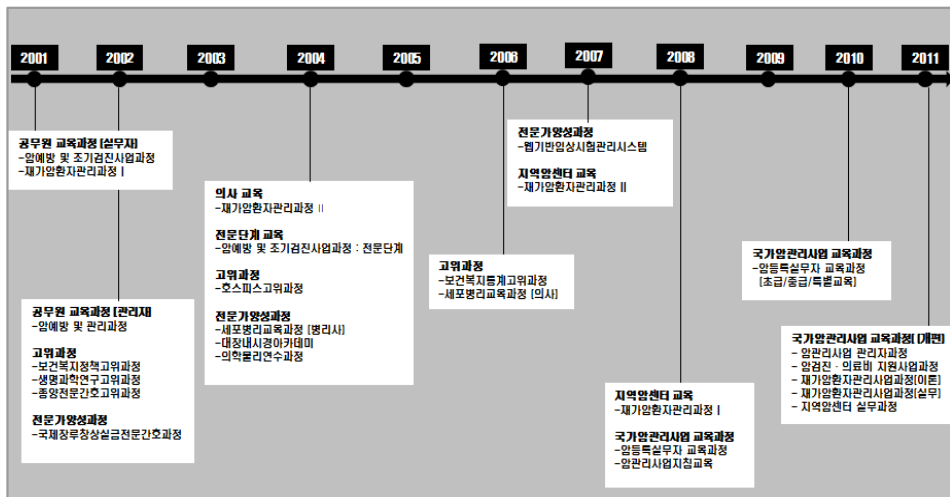 2001
2002
2003
2004
2005
2006
2007
2008
2009
2010
2011
공무원 교육과정 [실무자]
-암예방 및 조기검진사업과정
-재가암환자관리과정 I
공무원 교육과정 [관리재]
-암예방 및 관리과정
고위과정
-보건복지정책고위과정
-생명과학연구고위과정
-종양전문간호고위과정
전문가양성과정
-국제장루창상실금전문간호과정
의사 교육
-재가암환자관리과정 II
전문단계 교육
-암예방 및 조기검진사업과정 : 전문단계
고위과정
-호스피스고위과정
전문가양성과정
-세포병리교육과정 [병리사]
-대장내시경아카데미
-의학물리연수과정
고위과정
-보건복지통계고위과정
-세포병리교육과정 [의사]
전문가양성과정
-웹기반임상시험관리시스템
지역암센터 교육
-재가암환자관리과정 II
지역암센터 교육
-재가암환자관리과정 I
국가암관리사업 교육과정
-암등록실무자 교육과정
-암관리사업지침교육
국가암관리사업 교육과정
-암등록실무자 교육과정
[초급/중급/특별교육]
국가암관리사업 교육과정[개편]
- 암관리사업 관리자과정
- 암검진 · 의료비 지원사업과정
- 재가암환자관리사업과정[이론]
- 재가암환자관리사업과정[실무]
- 지역암센터 실무과정